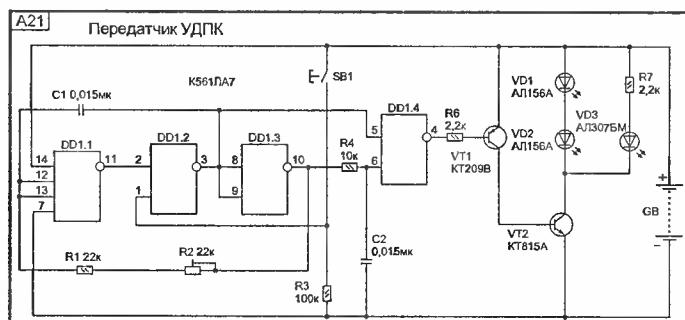 A21
Передатчик УДПК
C1 0,015мк
К561ЛА7
SB1
DD1.1
14
12
13
7
11
DD1.2
2
1
3
DD1.3
8
9
10
R4
10к
DD1.4
5
6
4
R6
2,2к
VT1
КТ209В
VD1
АЛ156А
VD2
АЛ156А
R7
2,2к
VD3
АЛ307БМ
VT2
КТ815А
+
GB
−
R1 22к
R2 22к
R3
100к
C2
0,015мк